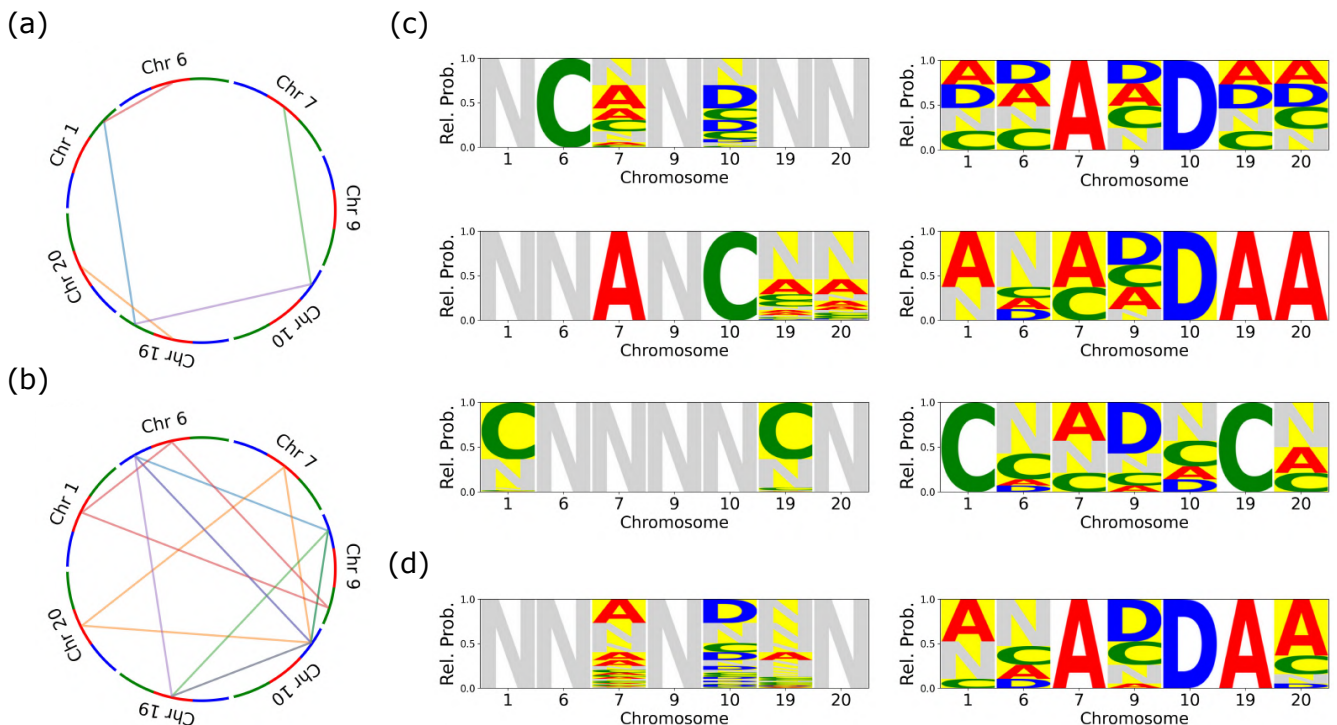 (a)
Chr 6
Chr 7
Chr 1
Chr 9
Chr 20
Chr 10
Chr 19
(b)
Chr 6
Chr 7
Chr 1
Chr 9
Chr 20
Chr 10
Chr 19
(c)
Rel. Prob.
1.0
0.5
0.0
N C N N N N N
A D
A C
C D
1 6 7 9 10 19 20
Chromosome
Rel. Prob.
1.0
0.5
0.0
A D A D D A A
D A A D D
N N C N C
C C N C N
1 6 7 9 10 19 20
Chromosome
Rel. Prob.
1.0
0.5
0.0
N N A N C N N
A A
1 6 7 9 10 19 20
Chromosome
Rel. Prob.
1.0
0.5
0.0
A N A D D A A
N C C C
A A
D
1 6 7 9 10 19 20
Chromosome
Rel. Prob.
1.0
0.5
0.0
C N N N N C N
N N
1 6 7 9 10 19 20
Chromosome
Rel. Prob.
1.0
0.5
0.0
C N A D N C N
C N N C A
A C C A C
D A D
1 6 7 9 10 19 20
Chromosome
(d)
Rel. Prob.
1.0
0.5
0.0
N N A N D N N
N N
1 6 7 9 10 19 20
Chromosome
Rel. Prob.
1.0
0.5
0.0
A N A D D A A
N C C C
C A N D
D A
1 6 7 9 10 19 20
Chromosome